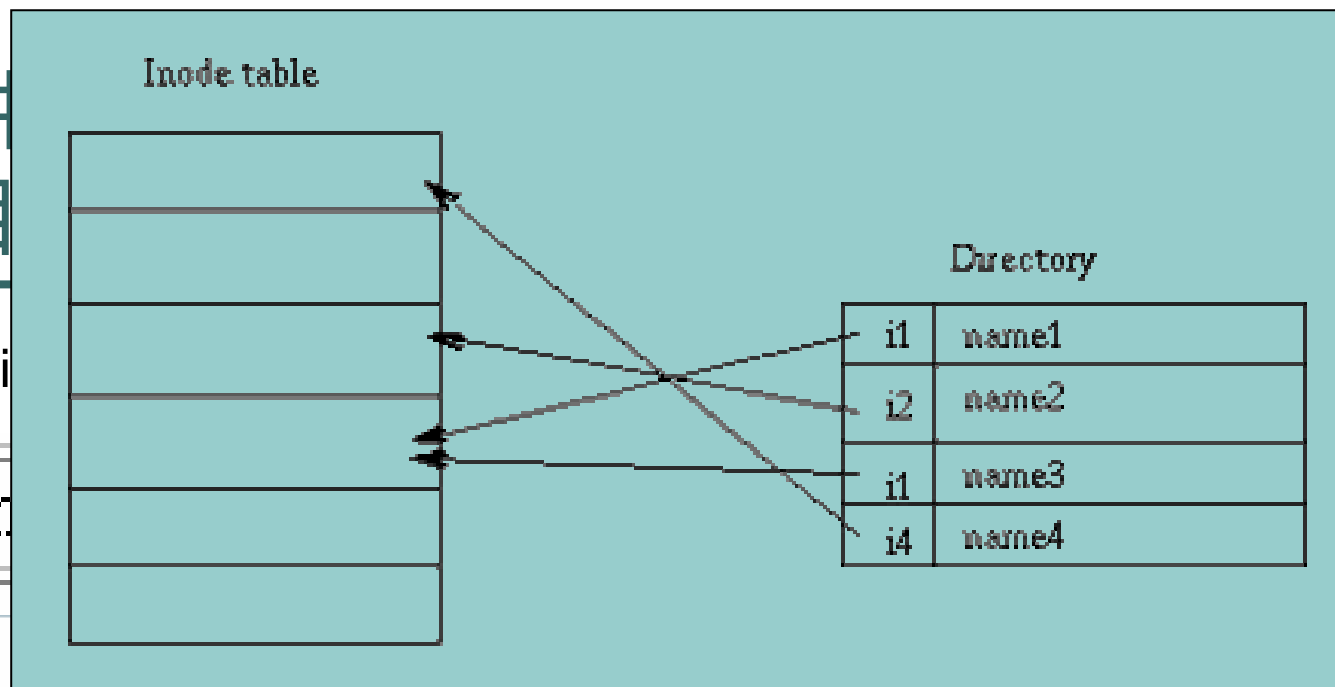 Inode table
Directory
i1 name1
i2 name2
i1 name3
i4 name4